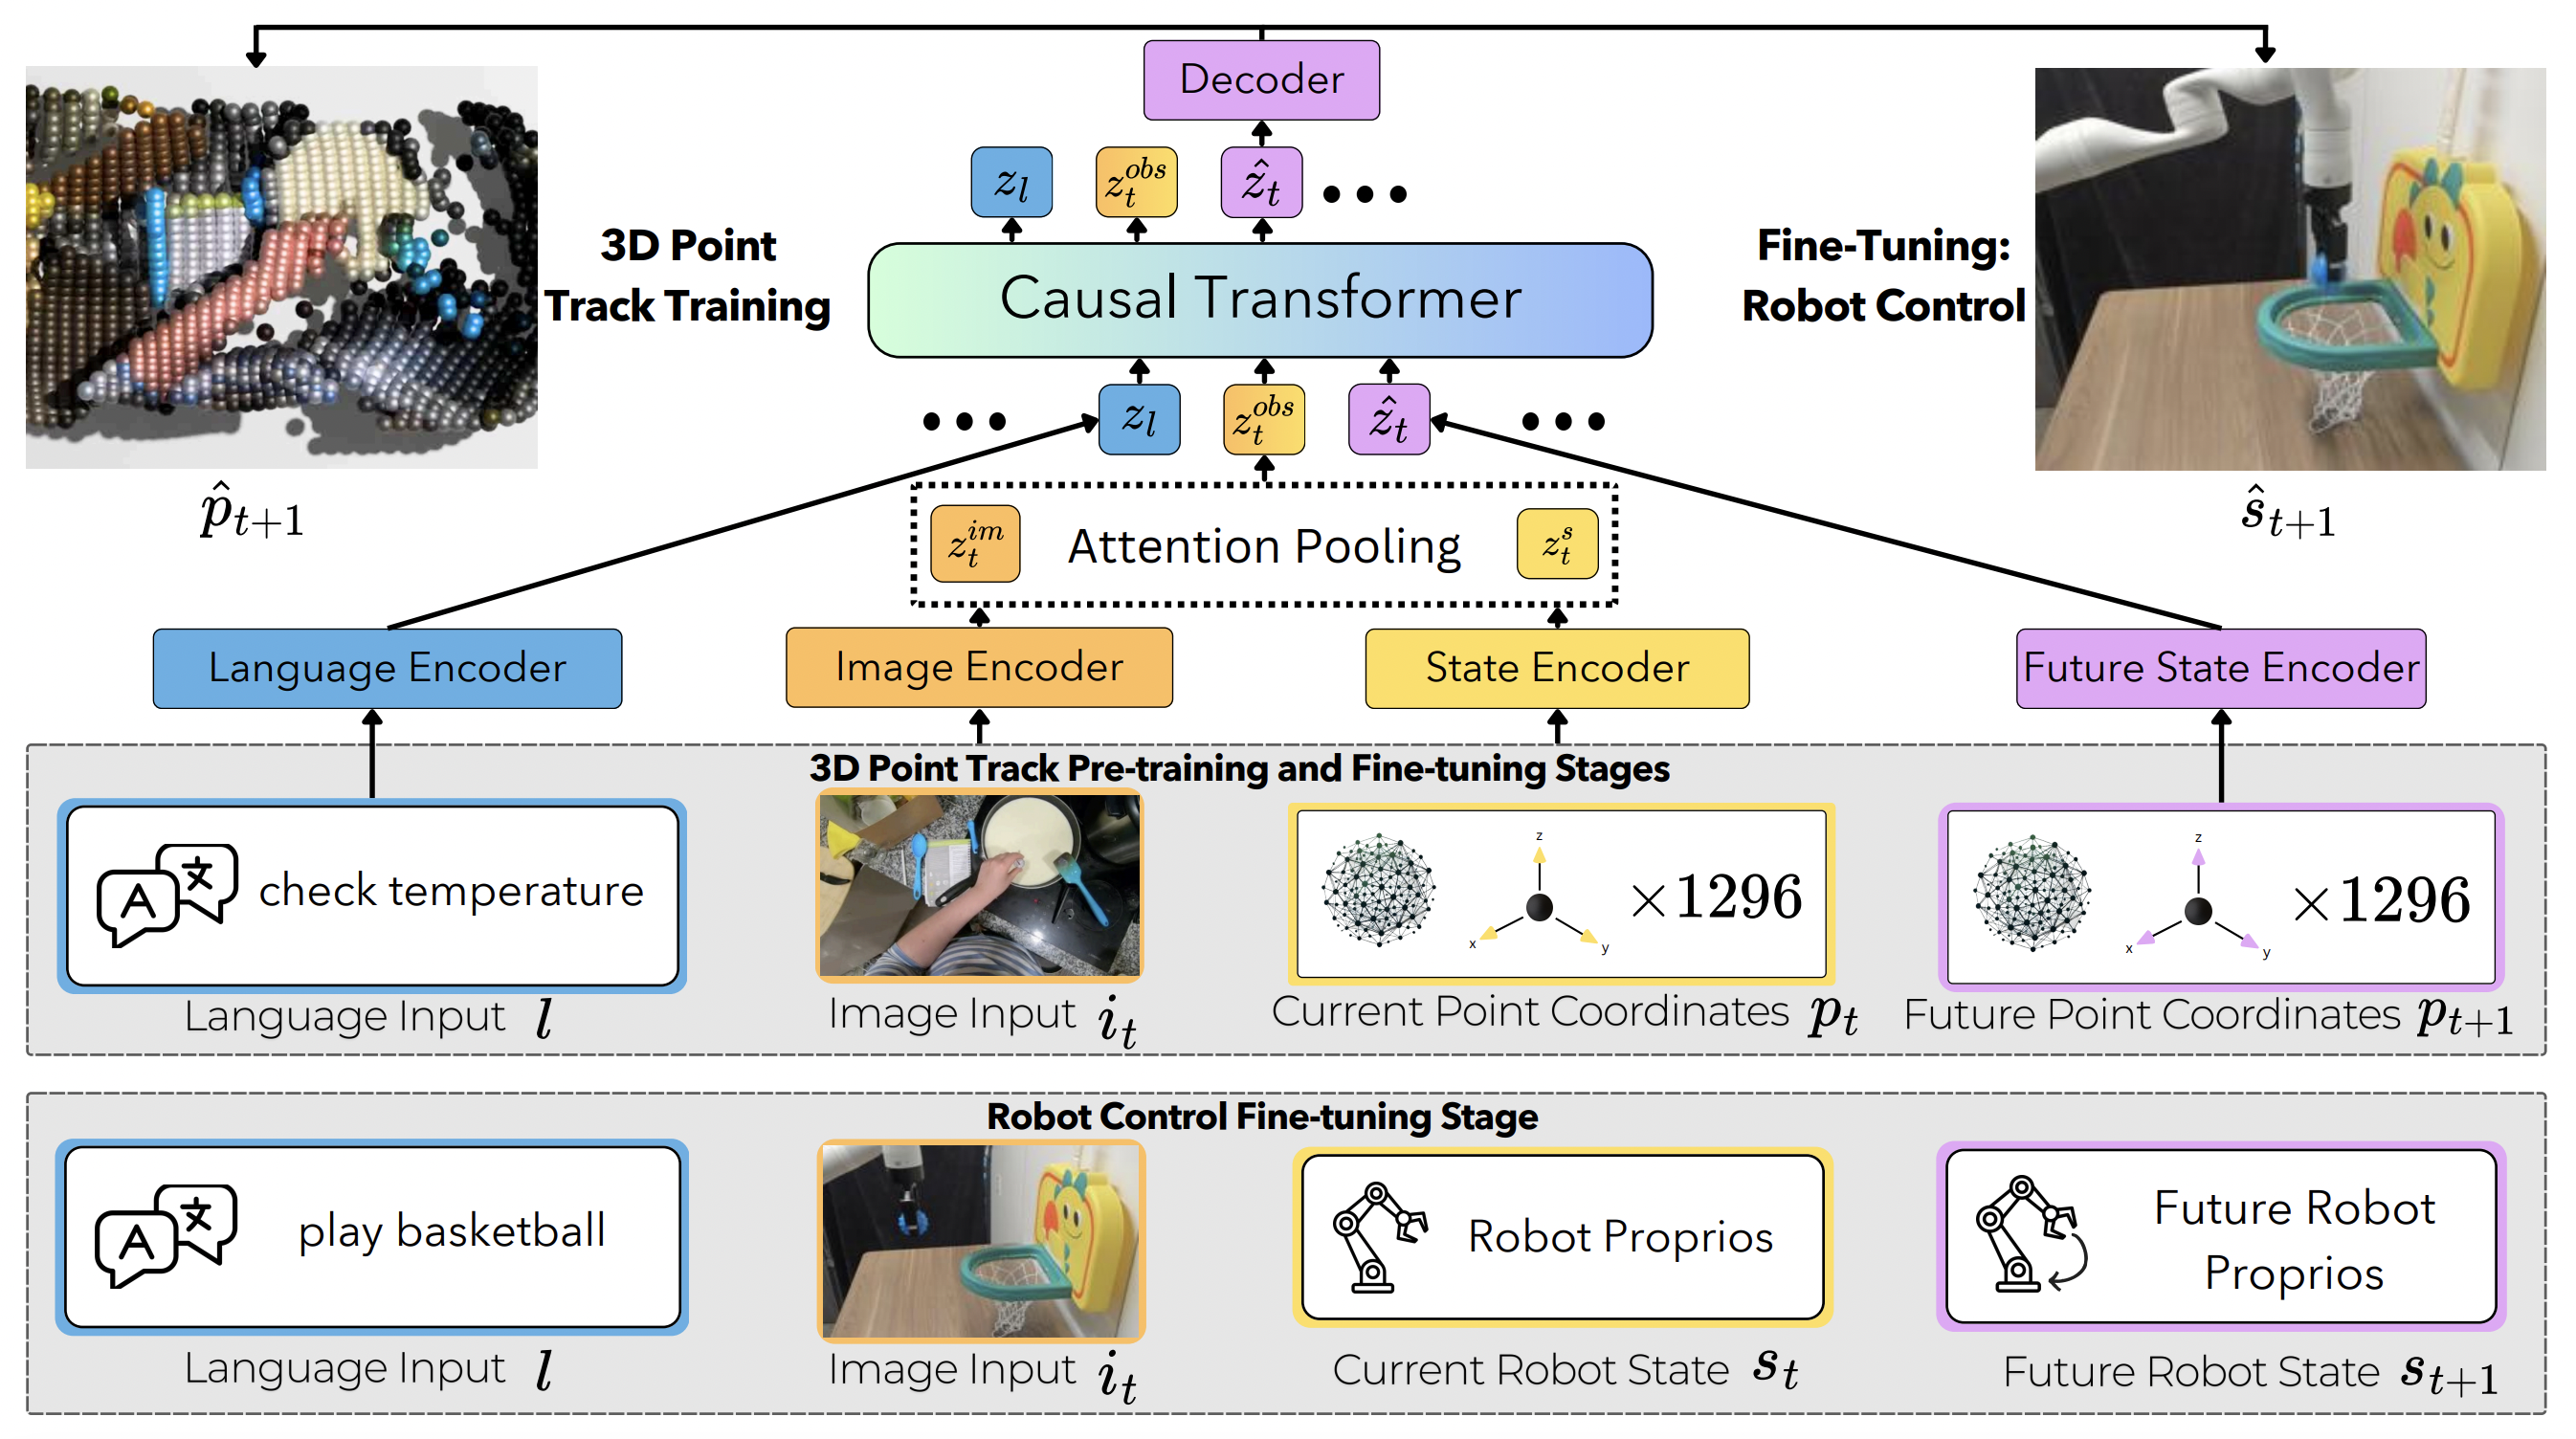 Decoder
z_l
z_t^{obs}
\hat{z}_t
•••
3D Point
Track Training
Causal Transformer
Fine-Tuning:
Robot Control
•••
z_l
z_t^{obs}
\hat{z}_t
•••
\hat{p}_{t+1}
z_t^{im}
Attention Pooling
z_t^s
\hat{s}_{t+1}
Language Encoder
Image Encoder
State Encoder
Future State Encoder
3D Point Track Pre-training and Fine-tuning Stages
A 文
check temperature
z
x
y
×1296
z
x
y
×1296
Language Input l
Image Input i_t
Current Point Coordinates p_t
Future Point Coordinates p_{t+1}
Robot Control Fine-tuning Stage
A 文
play basketball
Robot Proprios
Future Robot
Proprios
Language Input l
Image Input i_t
Current Robot State s_t
Future Robot State s_{t+1}